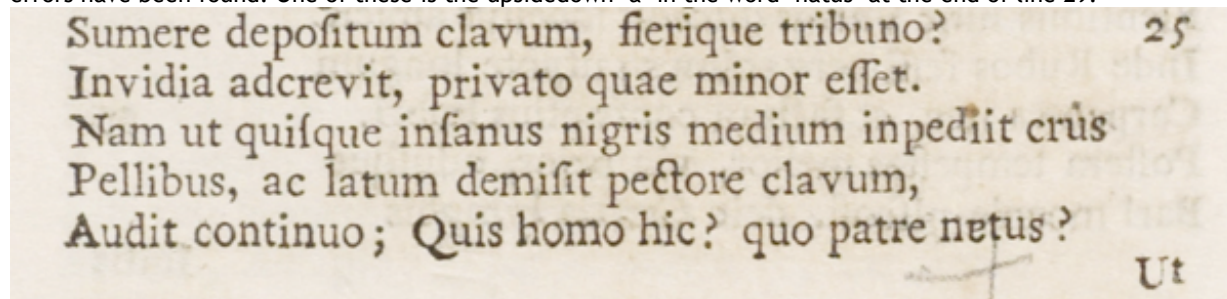 errors have been found. One of these is the upsidedown "a" in the word "natus" at the end of line 29.
Sumere depoſitum clavum, fierique tribuno? 25
Invidia adcrevit, privato quae minor eſſet.
Nam ut quiſque inſanus nigris medium inpediit crus
Pellibus, ac latum demiſit pectore clavum,
Audit continuo; Quis homo hic? quo patre nɐtus?
Ut